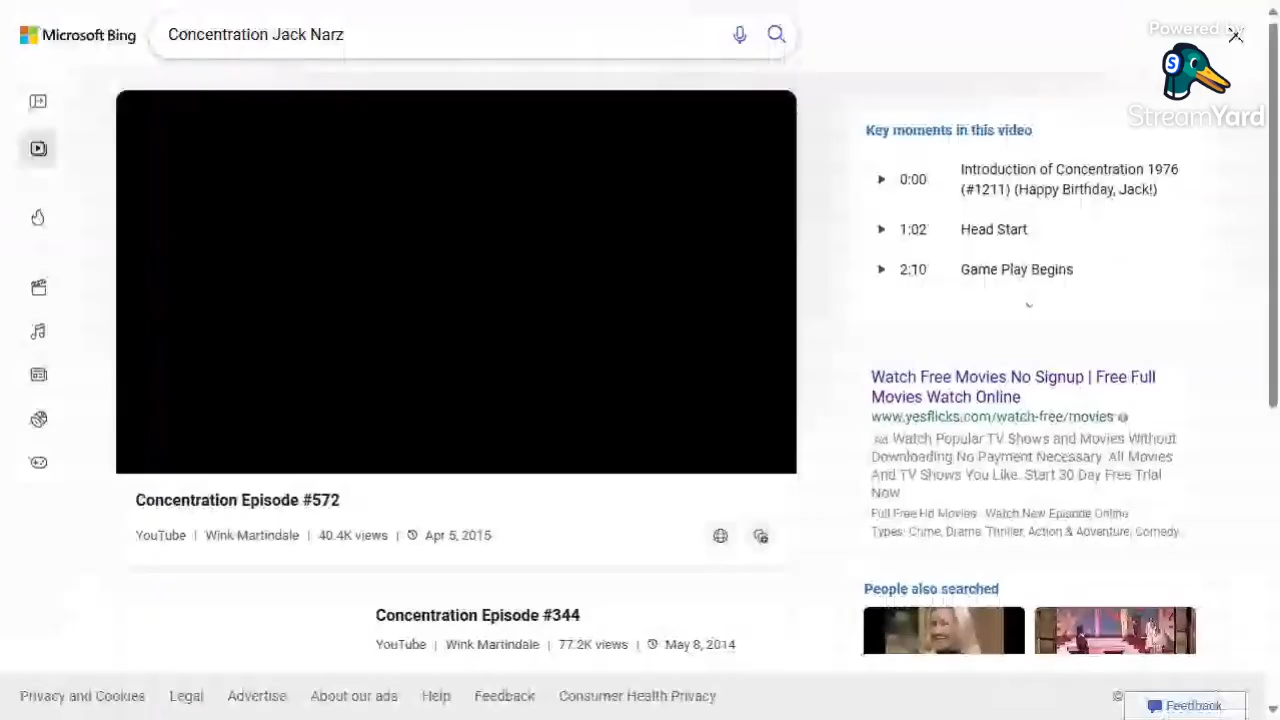 Microsoft Bing
Concentration Jack Narz
Powered by
StreamYard
Key moments in this video
0:00 Introduction of Concentration 1976
(#1211) (Happy Birthday, Jack!)
1:02 Head Start
2:10 Game Play Begins
Watch Free Movies No Signup | Free Full
Movies Watch Online
www.yesflicks.com/watch-free/movies
Ad Watch Popular TV Shows and Movies Without
Downloading No Payment Necessary. All Movies
And TV Shows You Like. Start 30 Day Free Trial
Now
Full Free Hd Movies · Watch New Episode Online
Types: Crime, Drama, Thriller, Action & Adventure, Comedy
Concentration Episode #572
YouTube | Wink Martindale | 40.4K views | Apr 5, 2015
People also searched
Concentration Episode #344
YouTube | Wink Martindale | 77.2K views | May 8, 2014
Privacy and Cookies Legal Advertise About our ads Help Feedback Consumer Health Privacy ©
Feedback